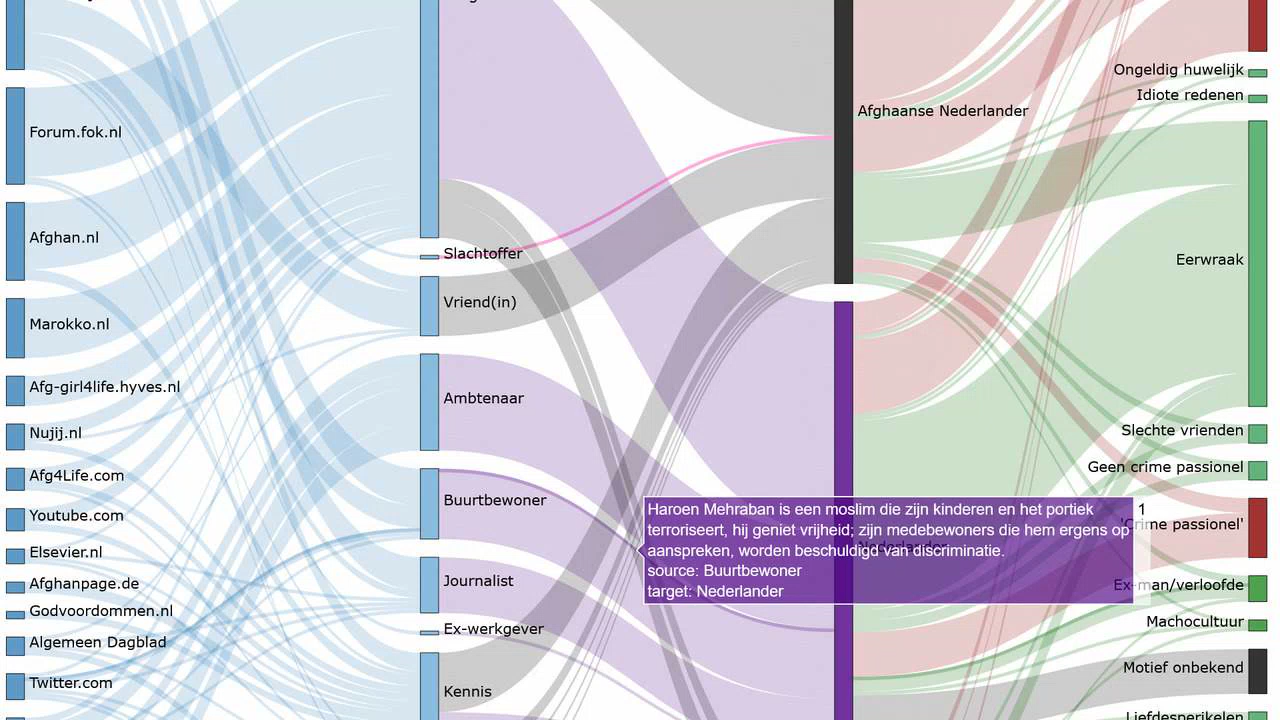 Forum.fok.nl
Afghan.nl
Marokko.nl
Afg-girl4life.hyves.nl
Nujij.nl
Afg4Life.com
Youtube.com
Elsevier.nl
Afghanpage.de
Godvoordommen.nl
Algemeen Dagblad
Twitter.com
Slachtoffer
Vriend(in)
Ambtenaar
Buurtbewoner
Journalist
Ex-werkgever
Kennis
Afghaanse Nederlander
Nederlander
Haroen Mehraban is een moslim die zijn kinderen en het portiek
terroriseert, hij geniet vrijheid; zijn medebewoners die hem ergens op
aanspreken, worden beschuldigd van discriminatie.
source: Buurtbewoner
target: Nederlander
1
Ongeldig huwelijk
Idiote redenen
Eerwraak
Slechte vrienden
Geen crime passionel
'Crime passionel'
Ex-man/verloofde
Machocultuur
Motief onbekend
Liefdesperikelen